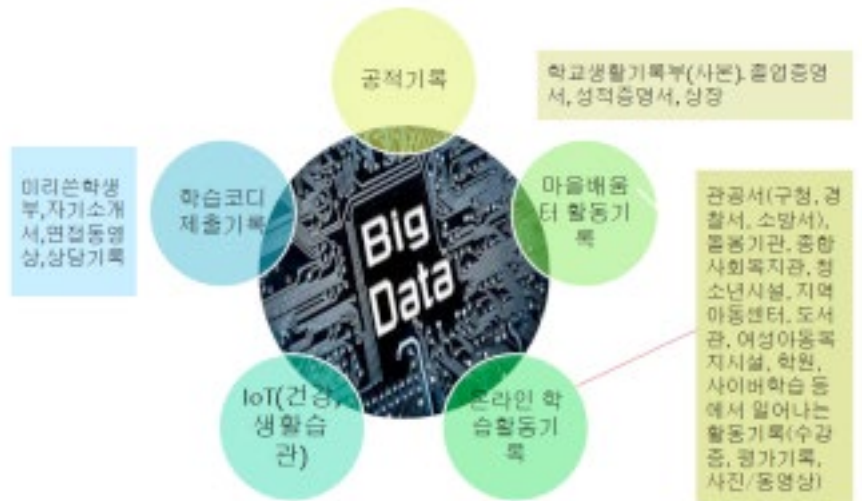 공적기록
학교생활기록부(사본), 졸업증명
서, 성적증명서, 상장
미리쓴학생
부,자기소개
서,면접동영
상,상담기록
학습코디
제출기록
마을배움
터 활동기
록
Big
Data
관공서(구청, 경
찰서, 소방서),
돌봄기관, 종합
사회복지관, 청
소년시설, 지역
아동센터, 도서
관, 여성아동복
지시설, 학원,
사이버학습 등
에서 일어나는
활동기록(수강
증, 평가기록,
사진/동영상)
IoT(건강,
생활습
관)
온라인 학
습활동기
록